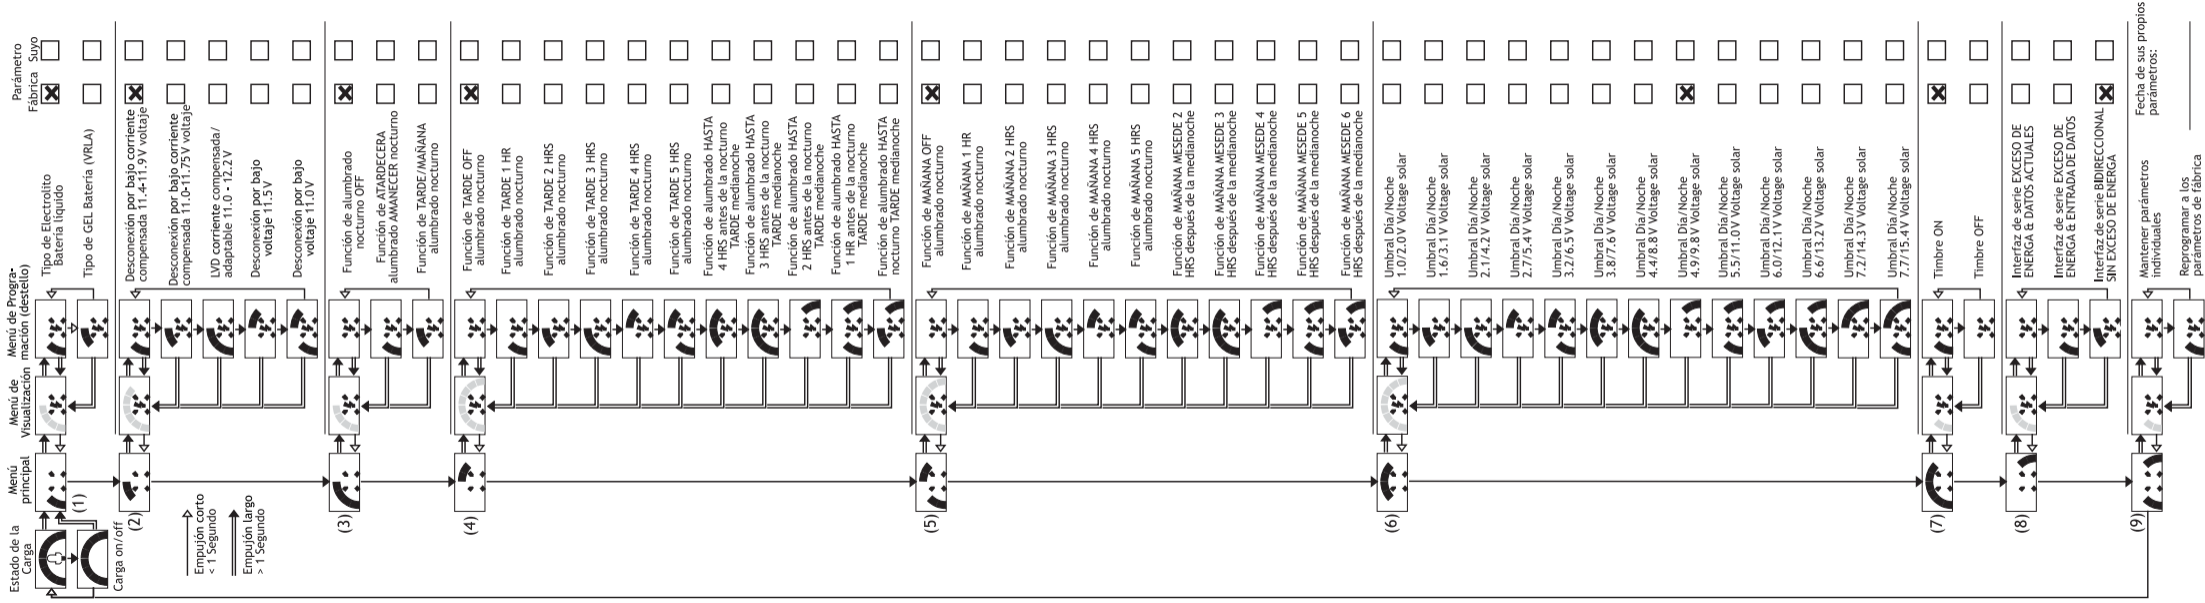 Estado de la
Carga
Menú
principal
Menú de
Visualización
Menú de Progra-
mación (destello)
Parámetro
Fábrica Suyo
Carga on/off
Empujón corto
< 1 Segundo
Empujón largo
> 1 Segundo
(1)
Tipo de Electrolito
Batería líquido
Tipo de GEL Batería (VRLA)
(2)
Desconexión por bajo corriente
compensada 11.4-11.9 V voltaje
Desconexión por bajo corriente
compensada 11.0-11.75 V voltaje
LVD corriente compensada/
adaptable 11.0 - 12.2 V
Desconexión por bajo
voltaje 11.5 V
Desconexión por bajo
voltaje 11.0 V
(3)
Función de alumbrado
nocturno OFF
Función de ATARDECERA
alumbrado AMANECER nocturno
Función de TARDE/MAÑANA
alumbrado nocturno
(4)
Función de TARDE OFF
alumbrado nocturno
Función de TARDE 1 HR
alumbrado nocturno
Función de TARDE 2 HRS
alumbrado nocturno
Función de TARDE 3 HRS
alumbrado nocturno
Función de TARDE 4 HRS
alumbrado nocturno
Función de TARDE 5 HRS
alumbrado nocturno
Función de alumbrado HASTA
4 HRS antes de la nocturno
TARDE medianoche
Función de alumbrado HASTA
3 HRS antes de la nocturno
TARDE medianoche
Función de alumbrado HASTA
2 HRS antes de la nocturno
TARDE medianoche
Función de alumbrado HASTA
1 HR antes de la nocturno
TARDE medianoche
Función de alumbrado HASTA
nocturno TARDE medianoche
(5)
Función de MAÑANA OFF
alumbrado nocturno
Función de MAÑANA 1 HR
alumbrado nocturno
Función de MAÑANA 2 HRS
alumbrado nocturno
Función de MAÑANA 3 HRS
alumbrado nocturno
Función de MAÑANA 4 HRS
alumbrado nocturno
Función de MAÑANA 5 HRS
alumbrado nocturno
Función de MAÑANA MESEDE 2
HRS después de la medianoche
Función de MAÑANA MESEDE 3
HRS después de la medianoche
Función de MAÑANA MESEDE 4
HRS después de la medianoche
Función de MAÑANA MESEDE 5
HRS después de la medianoche
Función de MAÑANA MESEDE 6
HRS después de la medianoche
(6)
Umbral Día/Noche
1.0/2.0 V Voltage solar
Umbral Día/Noche
1.6/3.1 V Voltage solar
Umbral Día/Noche
2.1/4.2 V Voltage solar
Umbral Día/Noche
2.7/5.4 V Voltage solar
Umbral Día/Noche
3.2/6.5 V Voltage solar
Umbral Día/Noche
3.8/7.6 V Voltage solar
Umbral Día/Noche
4.4/8.8 V Voltage solar
Umbral Día/Noche
4.9/9.8 V Voltage solar
Umbral Día/Noche
5.5/11.0 V Voltage solar
Umbral Día/Noche
6.0/12.1 V Voltage solar
Umbral Día/Noche
6.6/13.2 V Voltage solar
Umbral Día/Noche
7.2/14.3 V Voltage solar
Umbral Día/Noche
7.7/15.4 V Voltage solar
(7)
Timbre ON
Timbre OFF
(8)
Interfaz de serie EXCESO DE
ENERGA & DATOS ACTUALES
Interfaz de serie EXCESO DE
ENERGA & ENTRADA DE DATOS
Interfaz de serie BIDIRECCIONAL
SIN EXCESO DE ENERGA
(9)
Mantener parámetros
individuales
Reprogramar a los
parámetros de fábrica
Fecha de sus propios
parámetros: